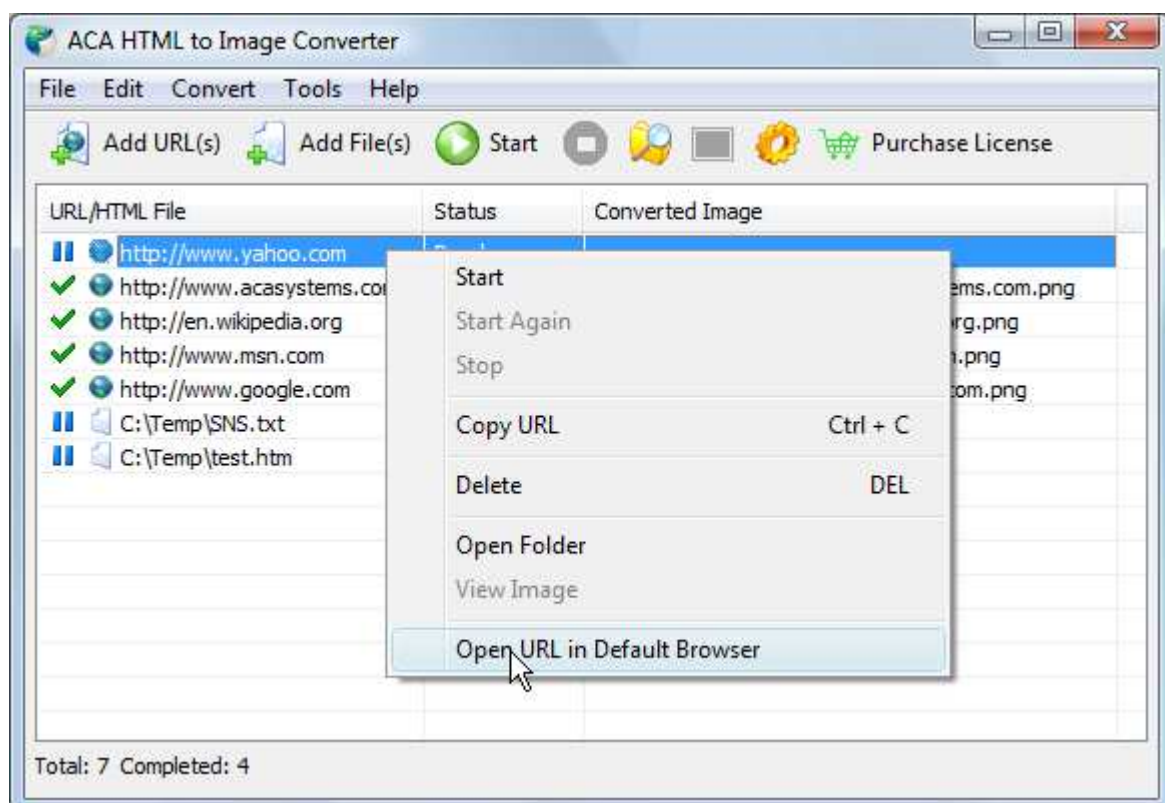 ACA HTML to Image Converter
File Edit Convert Tools Help
Add URL(s) Add File(s) Start Purchase License
URL/HTML File Status Converted Image
http://www.yahoo.com
http://www.acasystems.co ems.com.png
http://en.wikipedia.org rg.png
http://www.msn.com .png
http://www.google.com com.png
C:\Temp\SNS.txt
C:\Temp\test.htm
Start
Start Again
Stop
Copy URL Ctrl + C
Delete DEL
Open Folder
View Image
Open URL in Default Browser
Total: 7 Completed: 4